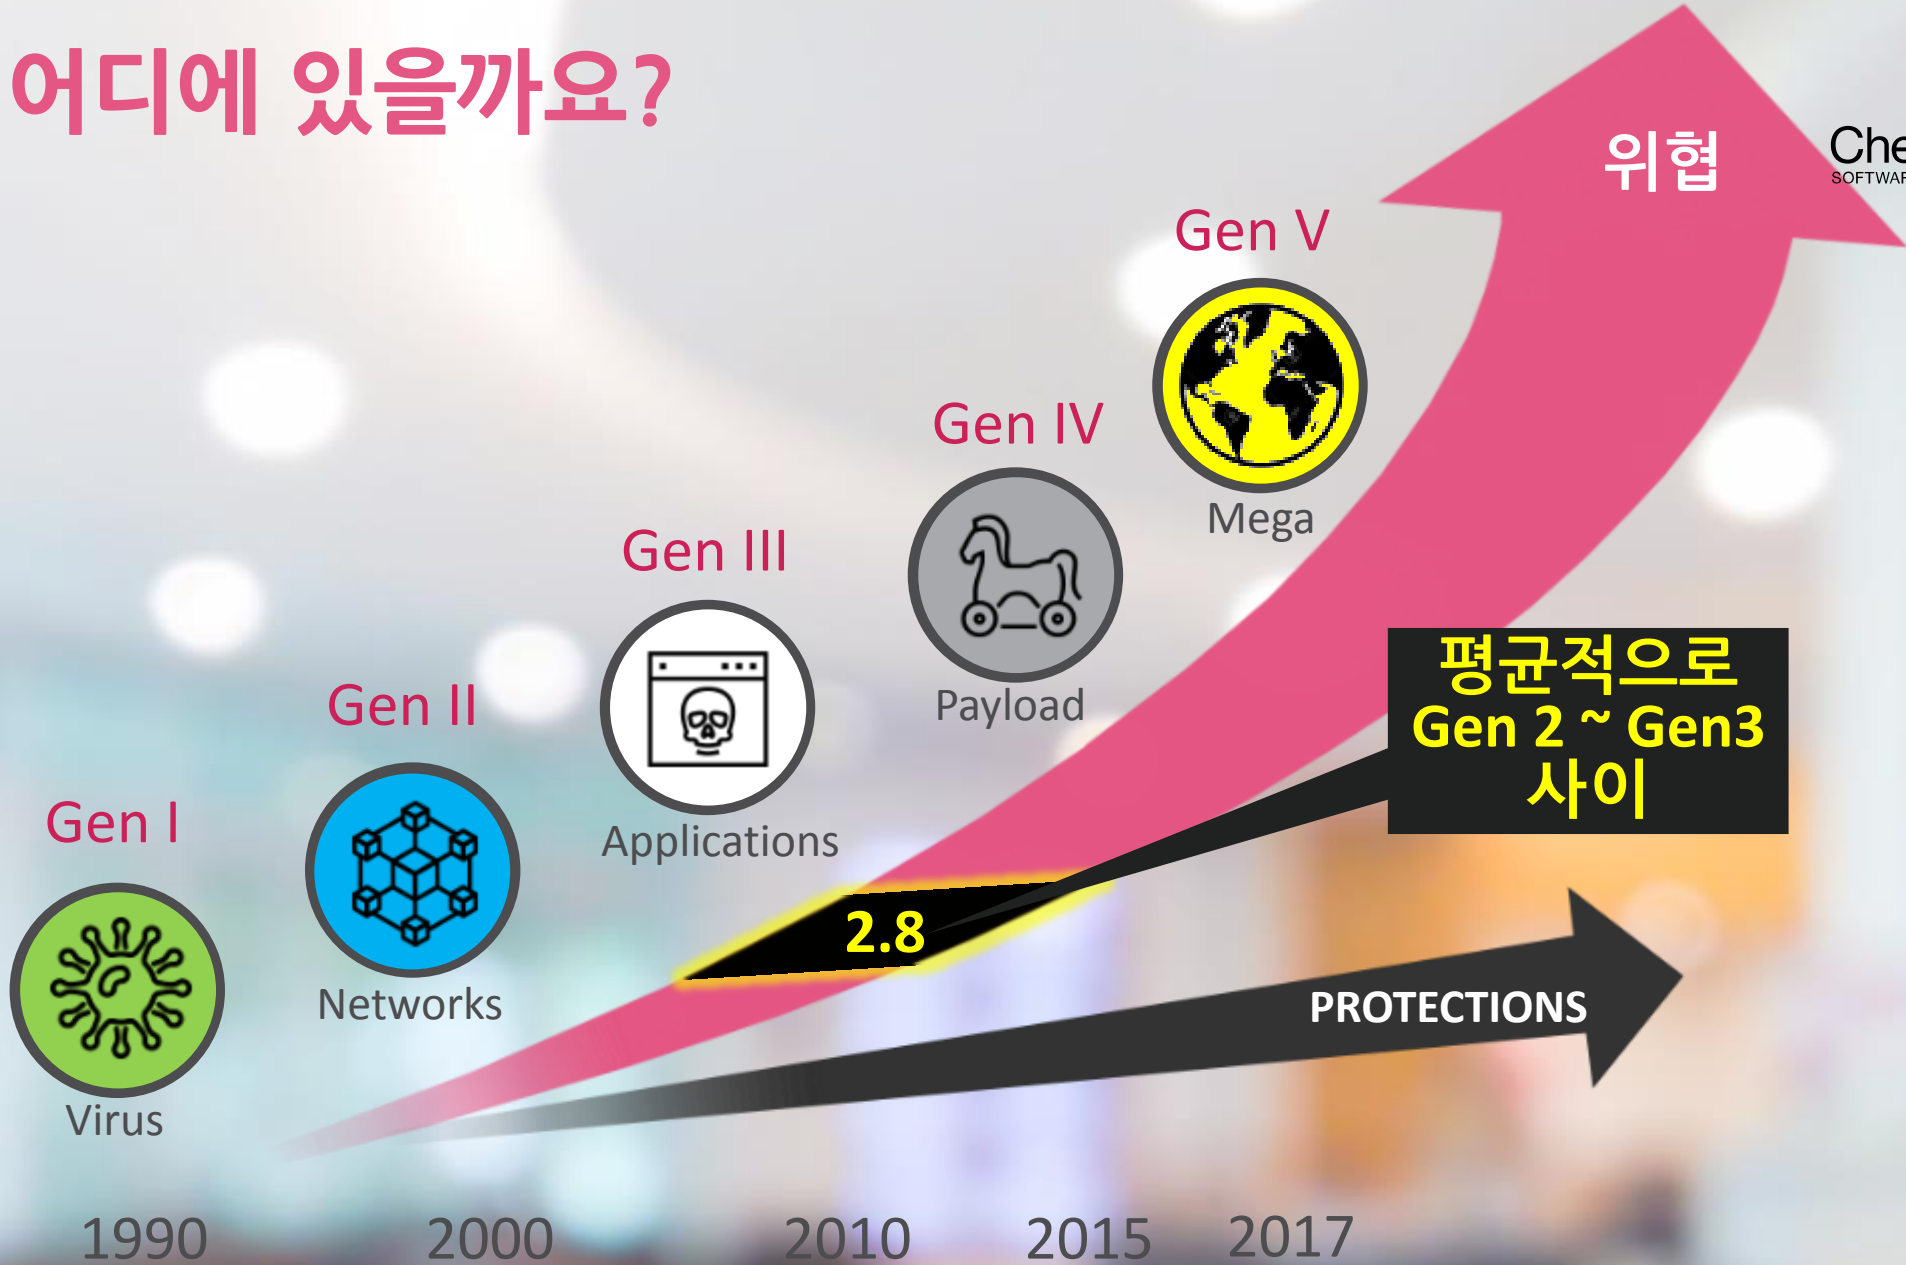 어디에 있을까요?
위협
Che
SOFTWAR
Gen V
Mega
Gen IV
Payload
Gen III
Applications
Gen II
Networks
Gen I
Virus
평균적으로
Gen 2 ~ Gen3
사이
2.8
PROTECTIONS
1990
2000
2010
2015
2017